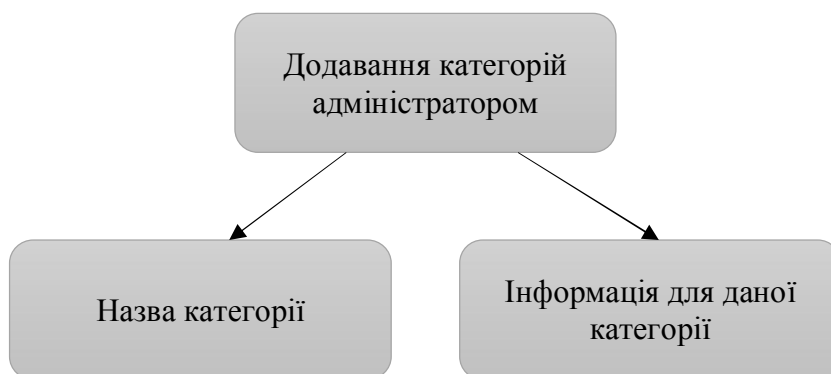 Додавання категорій
адміністратором
Назва категорії
Інформація для даної
категорії